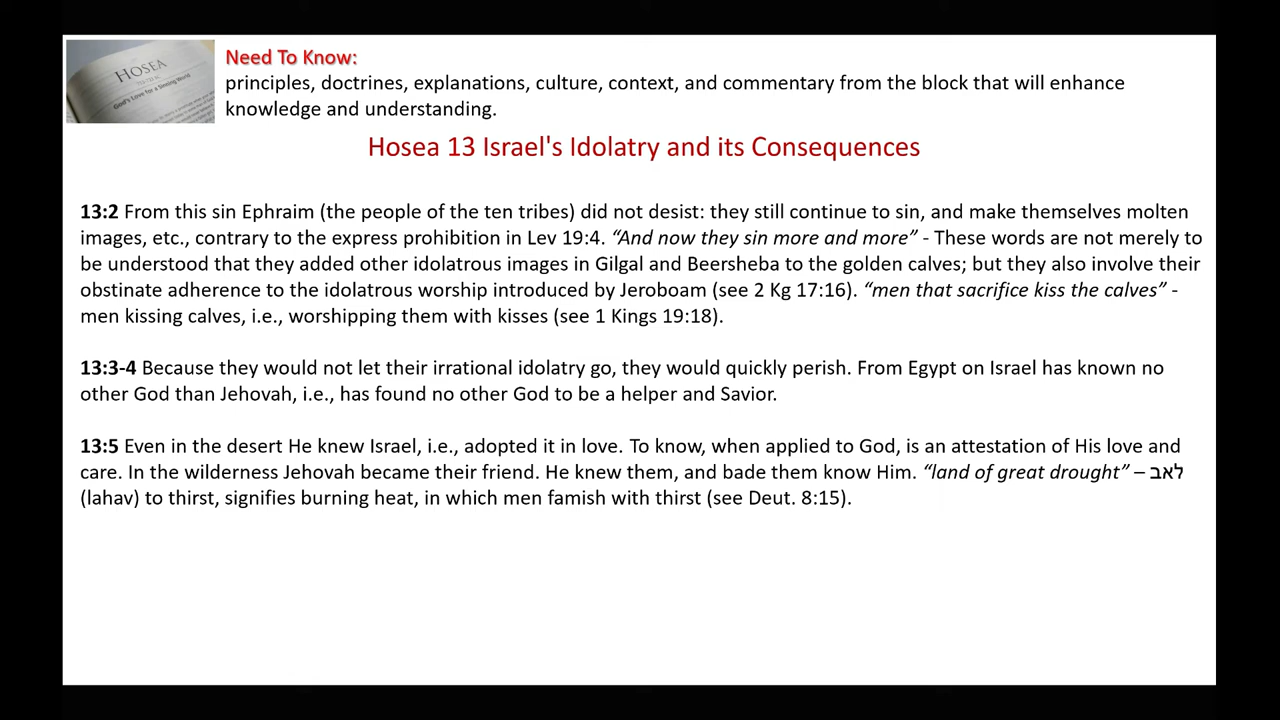 HOSEA
God's Love for a Sinning World
Need To Know:
principles, doctrines, explanations, culture, context, and commentary from the block that will enhance
knowledge and understanding.
Hosea 13 Israel's Idolatry and its Consequences
13:2 From this sin Ephraim (the people of the ten tribes) did not desist: they still continue to sin, and make themselves molten
images, etc., contrary to the express prohibition in Lev 19:4. “And now they sin more and more” - These words are not merely to
be understood that they added other idolatrous images in Gilgal and Beersheba to the golden calves; but they also involve their
obstinate adherence to the idolatrous worship introduced by Jeroboam (see 2 Kg 17:16). “men that sacrifice kiss the calves” -
men kissing calves, i.e., worshipping them with kisses (see 1 Kings 19:18).
13:3-4 Because they would not let their irrational idolatry go, they would quickly perish. From Egypt on Israel has known no
other God than Jehovah, i.e., has found no other God to be a helper and Savior.
13:5 Even in the desert He knew Israel, i.e., adopted it in love. To know, when applied to God, is an attestation of His love and
care. In the wilderness Jehovah became their friend. He knew them, and bade them know Him. “land of great drought” – לאב
(lahav) to thirst, signifies burning heat, in which men famish with thirst (see Deut. 8:15).